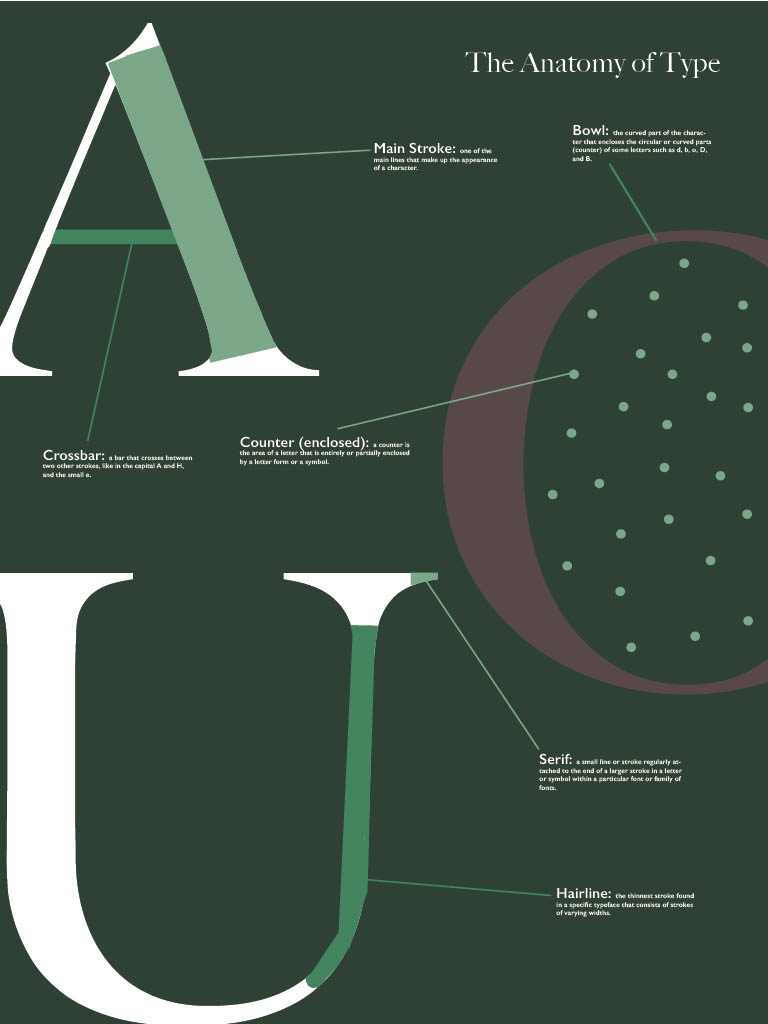 The Anatomy of Type
Bowl: the curved part of the charac-
ter that encloses the circular or curved parts
(counter) of some letters such as d, b, o, D,
and B.
Main Stroke: one of the
main lines that make up the appearance
of a character.
A
O
Counter (enclosed): a counter is
the area of a letter that is entirely or partially enclosed
by a letter form or a symbol.
Crossbar: a bar that crosses between
two other strokes, like in the capital A and H,
and the small e.
U
Serif: a small line or stroke regularly at-
tached to the end of a larger stroke in a letter
or symbol within a particular font or family of
fonts.
Hairline: the thinnest stroke found
in a specific typeface that consists of strokes
of varying widths.